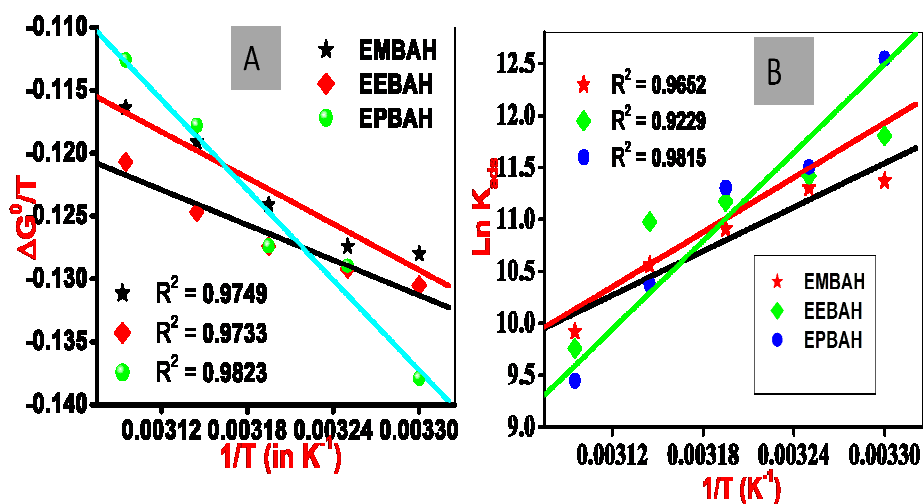 A
EMBAH
EEBAH
EPBAH
R² = 0.9749
R² = 0.9733
R² = 0.9823
-0.110
-0.115
-0.120
-0.125
-0.130
-0.135
-0.140
ΔG⁰/T
0.00312 0.00318 0.00324 0.00330
1/T (in K⁻¹)
B
R² = 0.9652
R² = 0.9229
R² = 0.9815
EMBAH
EEBAH
EPBAH
12.5
12.0
11.5
11.0
10.5
10.0
9.5
9.0
Ln Kads
0.00312 0.00318 0.00324 0.00330
1/T (K⁻¹)